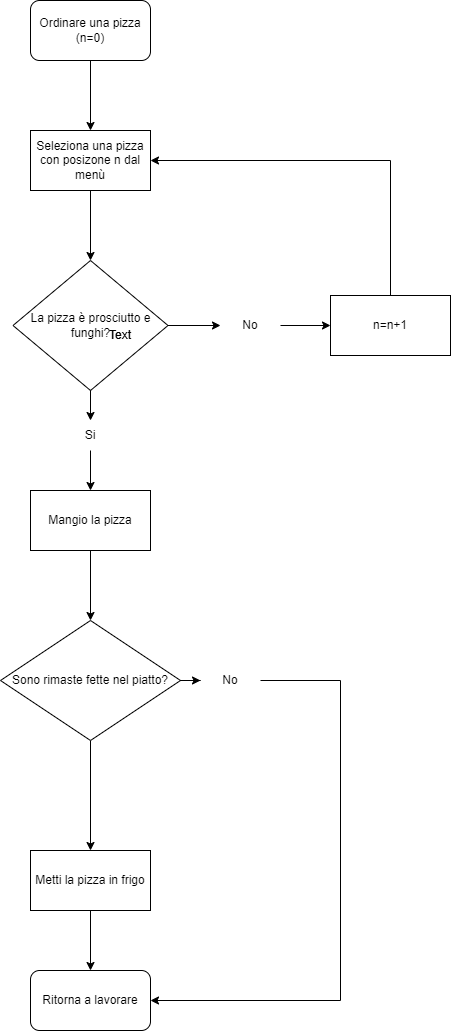 Ordinare una pizza
(n=0)
Seleziona una pizza
con posizone n dal
menù
La pizza è prosciutto e
funghi?
Text
No
n=n+1
Si
Mangio la pizza
Sono rimaste fette nel piatto?
No
Metti la pizza in frigo
Ritorna a lavorare